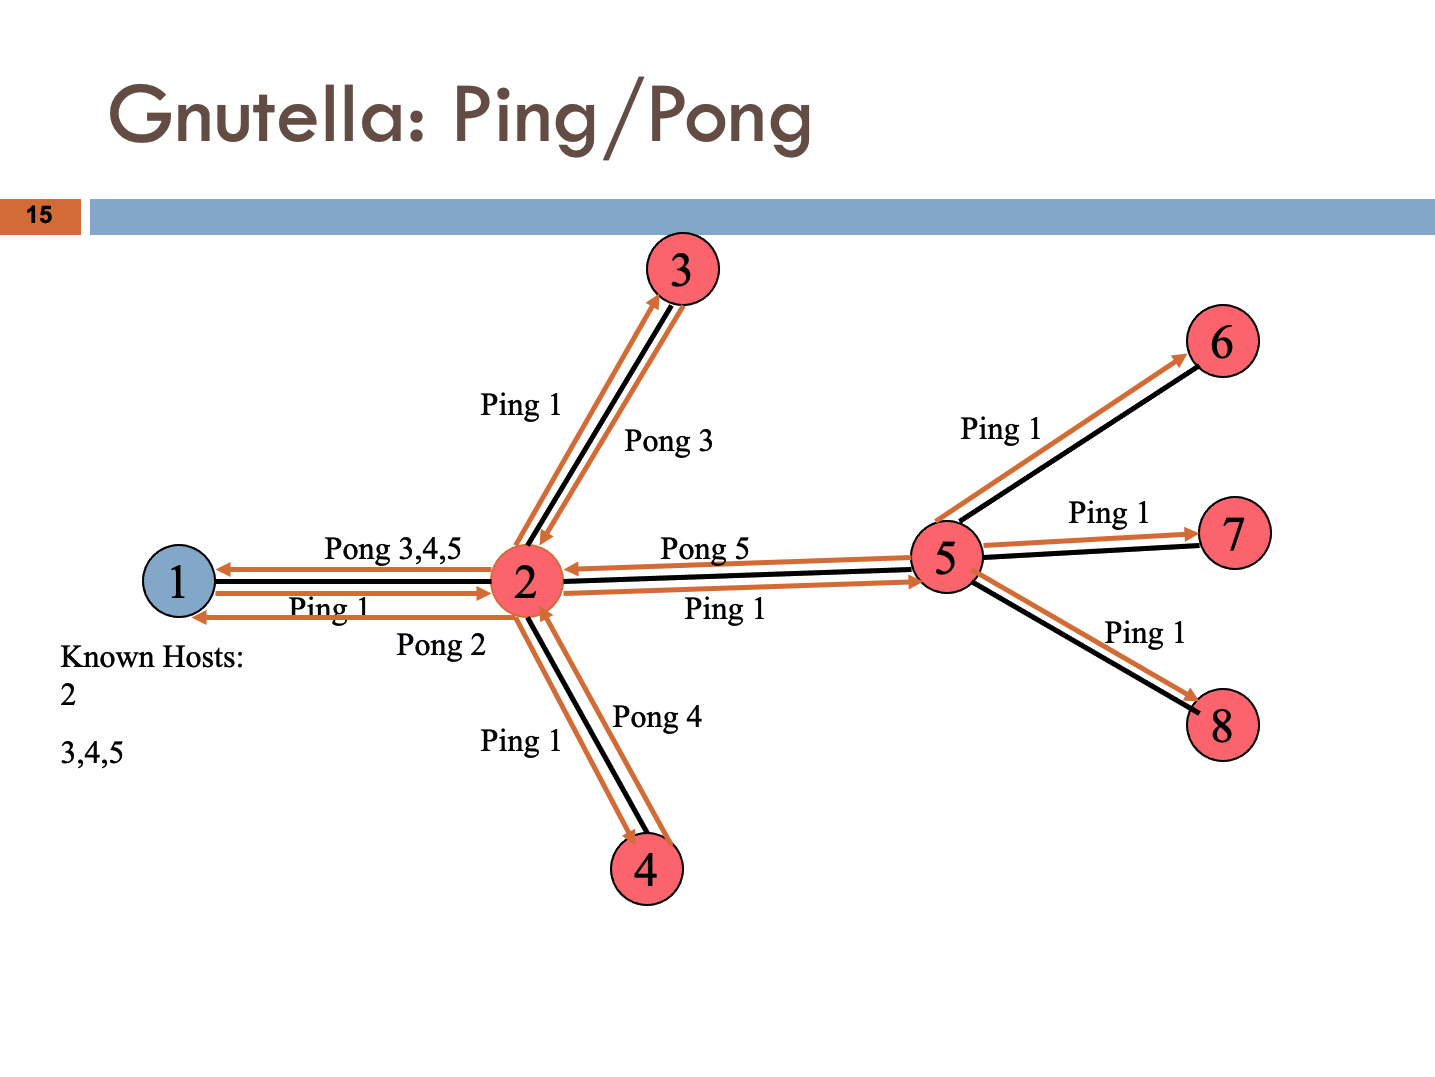 Gnutella: Ping/Pong
15
3
6
Ping 1
Ping 1
Pong 3
Ping 1
7
Pong 3,4,5
Pong 5
5
1
2
Ping 1
Ping 1
Ping 1
Pong 2
Known Hosts:
2
3,4,5
Pong 4
Ping 1
8
4